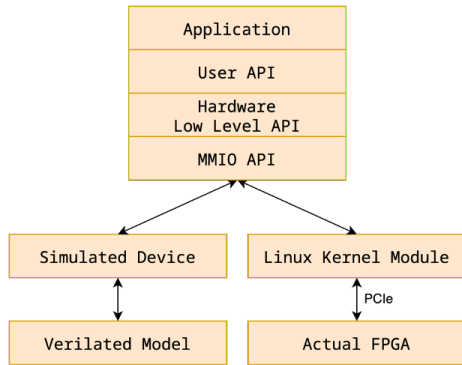 Application
User API
Hardware
Low Level API
MMIO API
Simulated Device
Linux Kernel Module
PCIe
Verilated Model
Actual FPGA